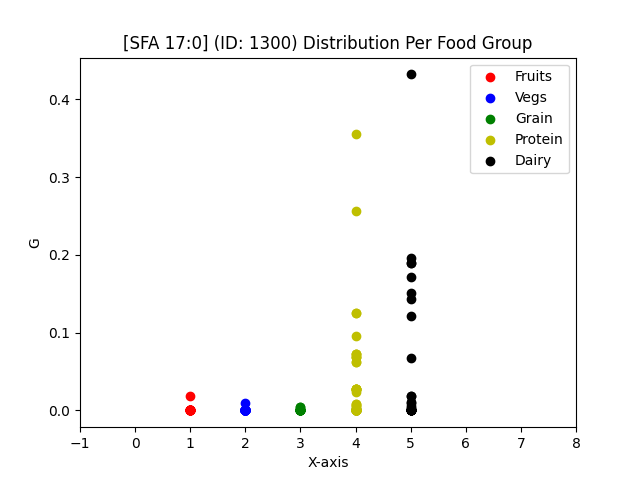 [SFA 17:0] (ID: 1300) Distribution Per Food Group
Fruits
Vegs
Grain
Protein
Dairy
G
0.4
0.3
0.2
0.1
0.0
−1 0 1 2 3 4 5 6 7 8
X-axis